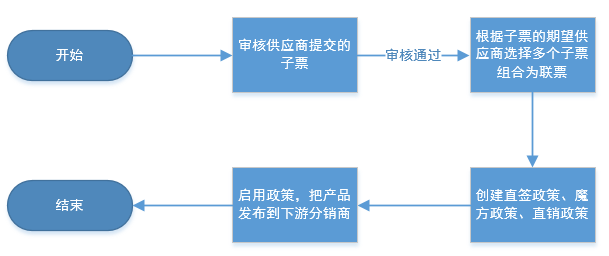 开始
审核供应商提交的
子票
审核通过
根据子票的期望供
应商选择多个子票
组合为联票
创建直签政策、魔
方政策、直销政策
启用政策，把产品
发布到下游分销商
结束